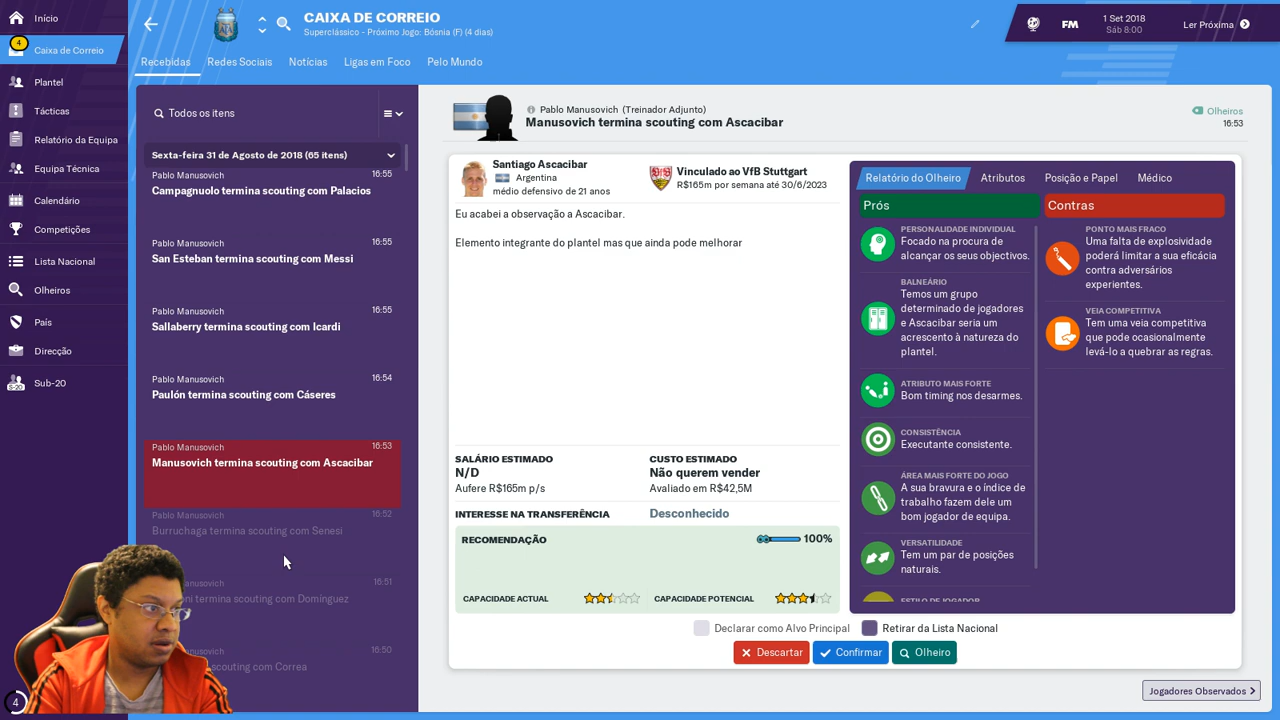 Início
4
Caixa de Correio
Plantel
Tácticas
Relatório da Equipa
Equipa Técnica
Calendário
Competições
Lista Nacional
Olheiros
País
Direcção
S-20
Sub-20
4
CAIXA DE CORREIO
Superclássico - Próximo Jogo: Bósnia (F) (4 dias)
FM
1 Set 2018
Sáb 8:00
Ler Próxima
Recebidas
Redes Sociais
Notícias
Ligas em Foco
Pelo Mundo
Todos os itens
Sexta-feira 31 de Agosto de 2018 (65 itens)
Pablo Manusovich 16:55
Campagnuolo termina scouting com Palacios
Pablo Manusovich 16:55
San Esteban termina scouting com Messi
Pablo Manusovich 16:55
Sallaberry termina scouting com Icardi
Pablo Manusovich 16:54
Paulón termina scouting com Cáseres
Pablo Manusovich 16:53
Manusovich termina scouting com Ascacibar
Pablo Manusovich 16:52
Burruchaga termina scouting com Senesi
Manusovich 16:51
termina scouting com Domínguez
Manusovich 16:50
scouting com Correa
Pablo Manusovich (Treinador Adjunto)
Manusovich termina scouting com Ascacibar
Olheiros
16:53
Santiago Ascacibar
Argentina
médio defensivo de 21 anos
Vinculado ao VfB Stuttgart
R$165m por semana até 30/6/2023
Eu acabei a observação a Ascacibar.
Elemento integrante do plantel mas que ainda pode melhorar
SALÁRIO ESTIMADO
N/D
Aufere R$165m p/s
CUSTO ESTIMADO
Não querem vender
Avaliado em R$42,5M
INTERESSE NA TRANSFERÊNCIA
Desconhecido
RECOMENDAÇÃO
100%
CAPACIDADE ACTUAL
CAPACIDADE POTENCIAL
Relatório do Olheiro
Atributos
Posição e Papel
Médico
Prós
PERSONALIDADE INDIVIDUAL
Focado na procura de
alcançar os seus objectivos.
BALNEÁRIO
Temos um grupo
determinado de jogadores
e Ascacibar seria um
acrescento à natureza do
plantel.
ATRIBUTO MAIS FORTE
Bom timing nos desarmes.
CONSISTÊNCIA
Executante consistente.
ÁREA MAIS FORTE DO JOGO
A sua bravura e o índice de
trabalho fazem dele um
bom jogador de equipa.
VERSATILIDADE
Tem um par de posições
naturais.
ESTILO DE JOGADOR
Contras
PONTO MAIS FRACO
Uma falta de explosividade
poderá limitar a sua eficácia
contra adversários
experientes.
VEIA COMPETITIVA
Tem uma veia competitiva
que pode ocasionalmente
levá-lo a quebrar as regras.
Declarar como Alvo Principal
Retirar da Lista Nacional
Descartar
Confirmar
Olheiro
Jogadores Observados